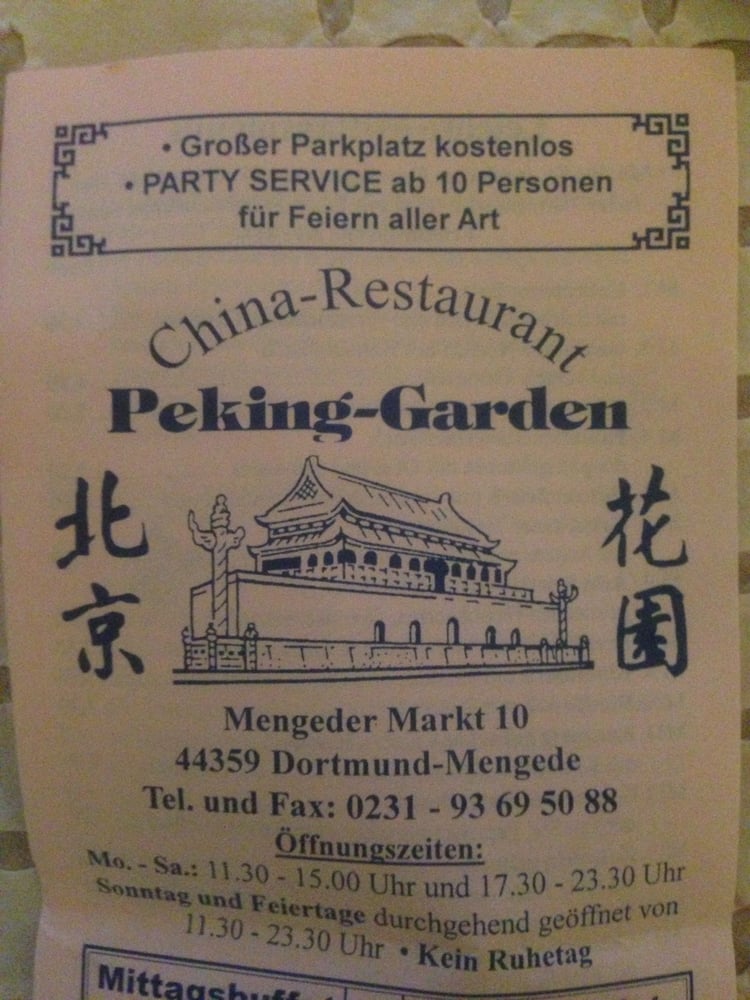 • Großer Parkplatz kostenlos
• PARTY SERVICE ab 10 Personen
für Feiern aller Art
China-Restaurant
Peking-Garden
北京
花園
Mengeder Markt 10
44359 Dortmund-Mengede
Tel. und Fax: 0231 - 93 69 50 88
Öffnungszeiten:
Mo. - Sa.: 11.30 - 15.00 Uhr und 17.30 - 23.30 Uhr
Sonntag und Feiertage durchgehend geöffnet von
11.30 - 23.30 Uhr • Kein Ruhetag